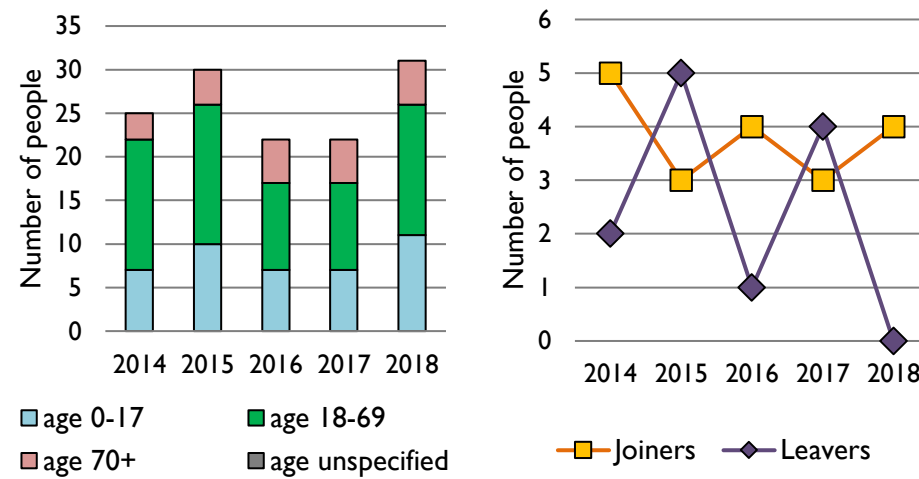 Number of people
35
30
25
20
15
10
5
0
2014 2015 2016 2017 2018
age 0-17 age 18-69
age 70+ age unspecified
Number of people
6
5
4
3
2
1
0
2014 2015 2016 2017 2018
Joiners Leavers